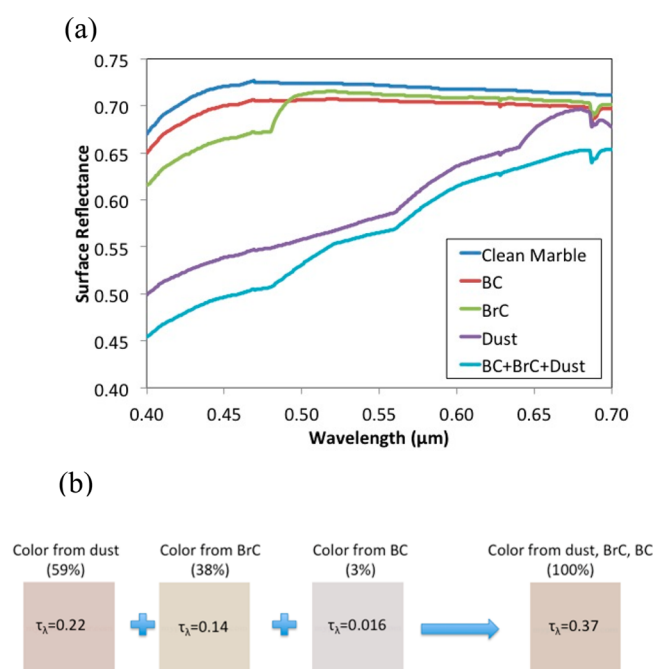 (a)
0.75
0.70
0.65
0.60
0.55
0.50
0.45
0.40
Surface Reflectance
Clean Marble
BC
BrC
Dust
BC+BrC+Dust
0.40 0.45 0.50 0.55 0.60 0.65 0.70
Wavelength (μm)
(b)
Color from dust
(59%)
Color from BrC
(38%)
Color from BC
(3%)
Color from dust, BrC, BC
(100%)
τλ=0.22
τλ=0.14
τλ=0.016
τλ=0.37